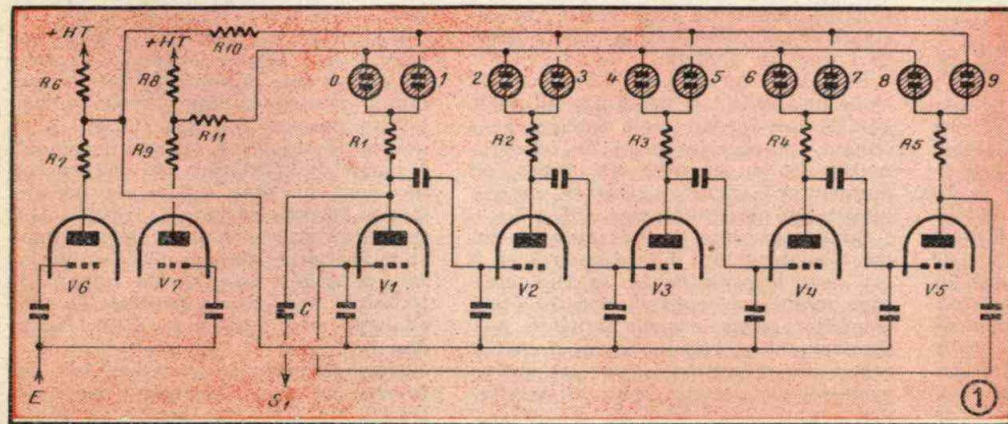 +HT
+HT
R10
R6
R8
0 1 2 3 4 5 6 7 8 9
R11
R1 R2 R3 R4 R5
R7
R9
V6 V7 V1 V2 V3 V4 V5
C
E
S1
1